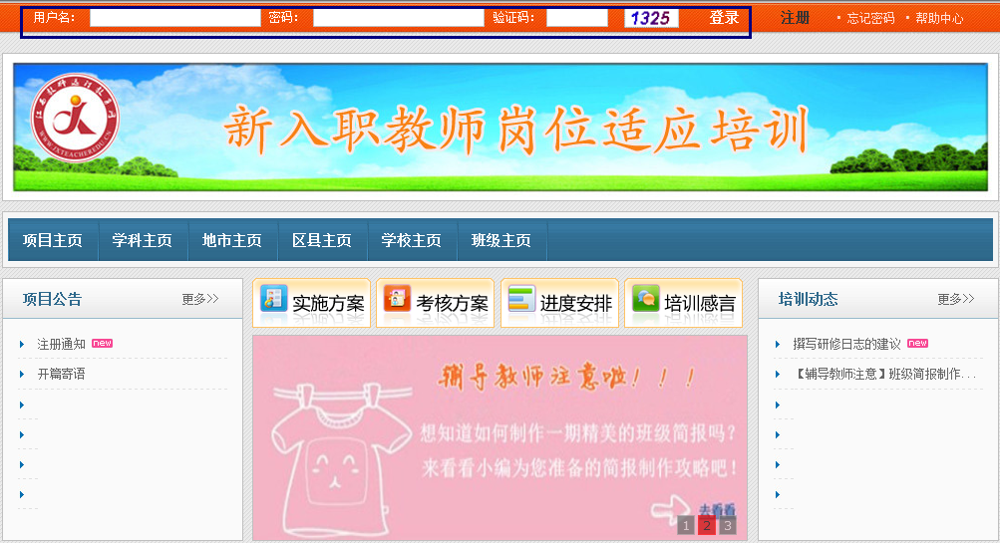 用户名： 密码： 验证码： 1325 登录 注册 · 忘记密码 · 帮助中心
新入职教师岗位适应培训
WWW.JXTEACHEREDU.CN
项目主页 学科主页 地市主页 区县主页 学校主页 班级主页
项目公告 更多>>
注册通知 new
开篇寄语
实施方案 考核方案 进度安排 培训感言
辅导教师注意啦！！！
想知道如何制作一期精美的班级简报吗？
来看看小编为您准备的简报制作攻略吧！
去看看
1 2 3
培训动态 更多>>
撰写研修日志的建议 new
【辅导教师注意】班级简报制作...